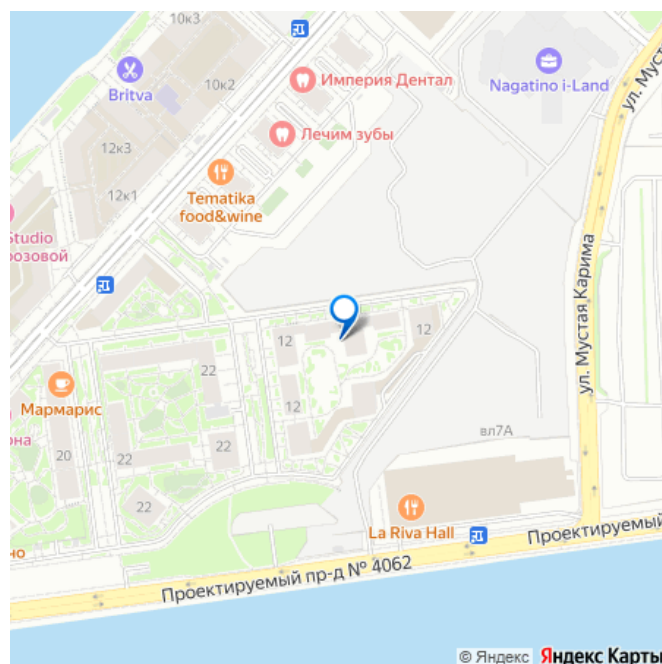 10к3
Britva
10к2
Империя Дентал
Nagatino i-Land
ул. Муст
Лечим зубы
12к3
12к1
Tematika
food&wine
Studio
розовой
ул. Мустая Карима
12
12
22
12
Мармарис
она
20
22
22
22
вл7А
La Riva Hall
но
Проектируемый пр-д № 4062
Проектируемый
© Яндекс Яндекс Карты